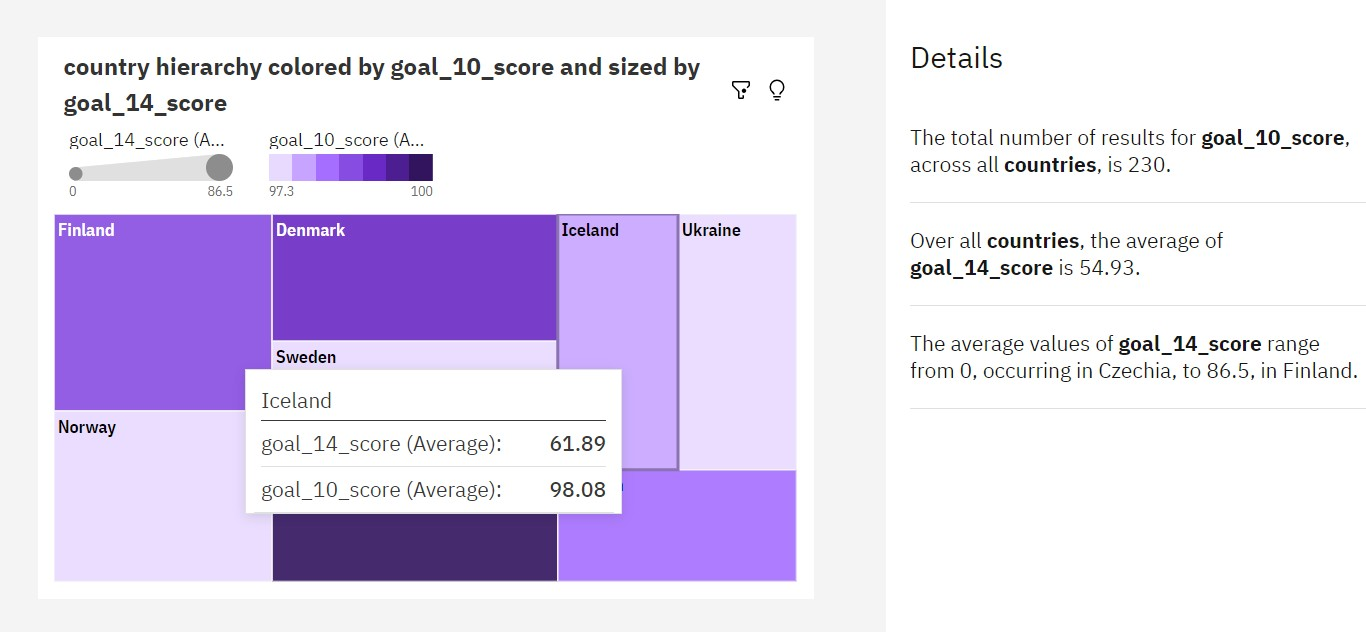 country hierarchy colored by goal_10_score and sized by
goal_14_score
goal_14_score (A...
goal_10_score (A...
0
86.5
97.3
100
Finland
Denmark
Iceland
Ukraine
Sweden
Norway
Iceland
goal_14_score (Average): 61.89
goal_10_score (Average): 98.08
Details
The total number of results for goal_10_score,
across all countries, is 230.
Over all countries, the average of
goal_14_score is 54.93.
The average values of goal_14_score range
from 0, occurring in Czechia, to 86.5, in Finland.